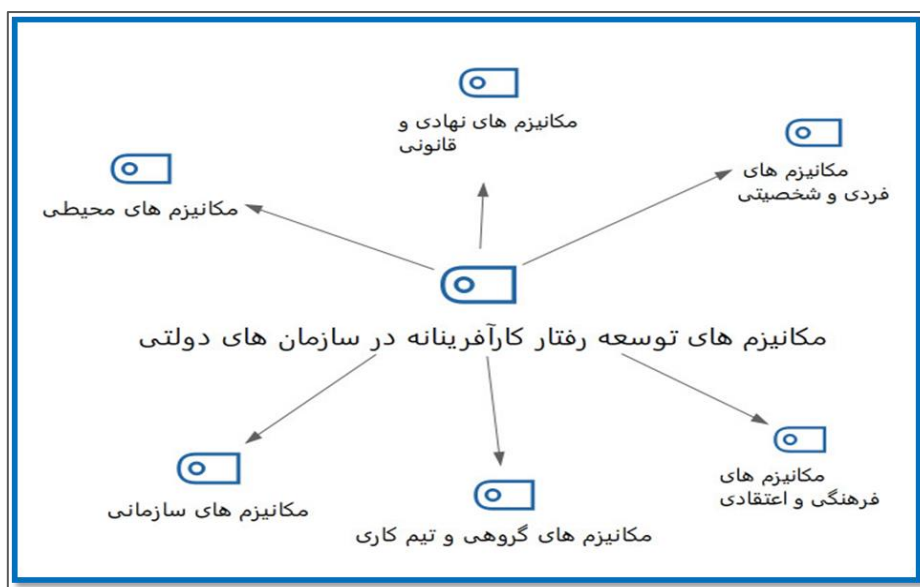 مکانیزم های نهادی و
قانونی
مکانیزم های
فردی و شخصیتی
مکانیزم های محیطی
مکانیزم های توسعه رفتار کارآفرینانه در سازمان های دولتی
مکانیزم های
فرهنگی و اعتقادی
مکانیزم های گروهی و تیم کاری
مکانیزم های سازمانی